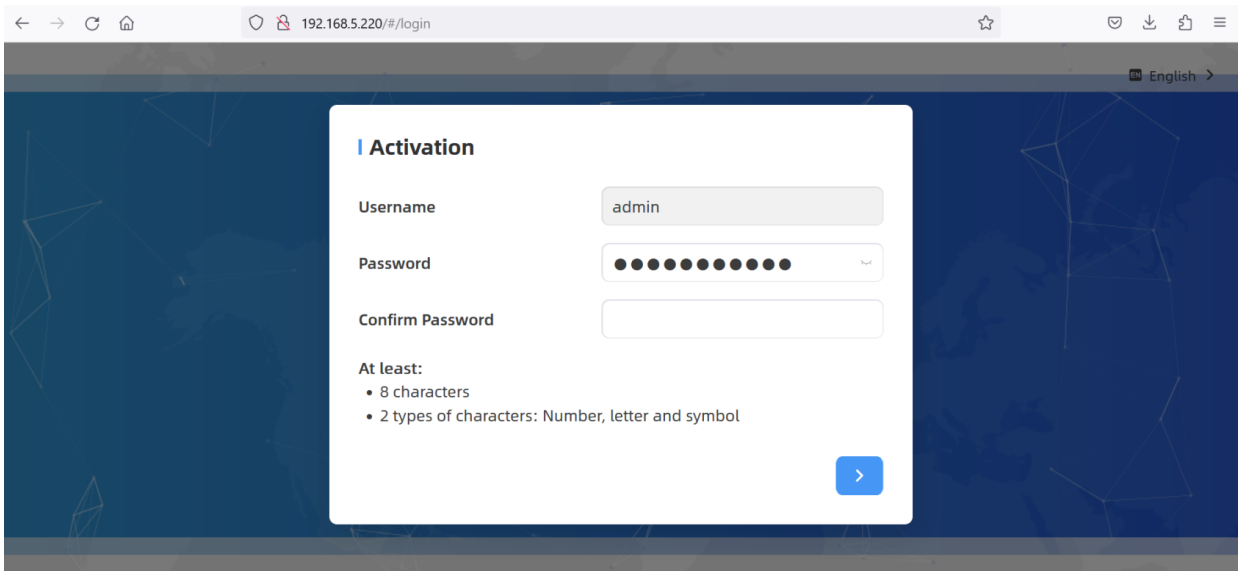 192.168.5.220/#/login
EN English
Activation
Username admin
Password ●●●●●●●●●●●
Confirm Password
At least:
• 8 characters
• 2 types of characters: Number, letter and symbol